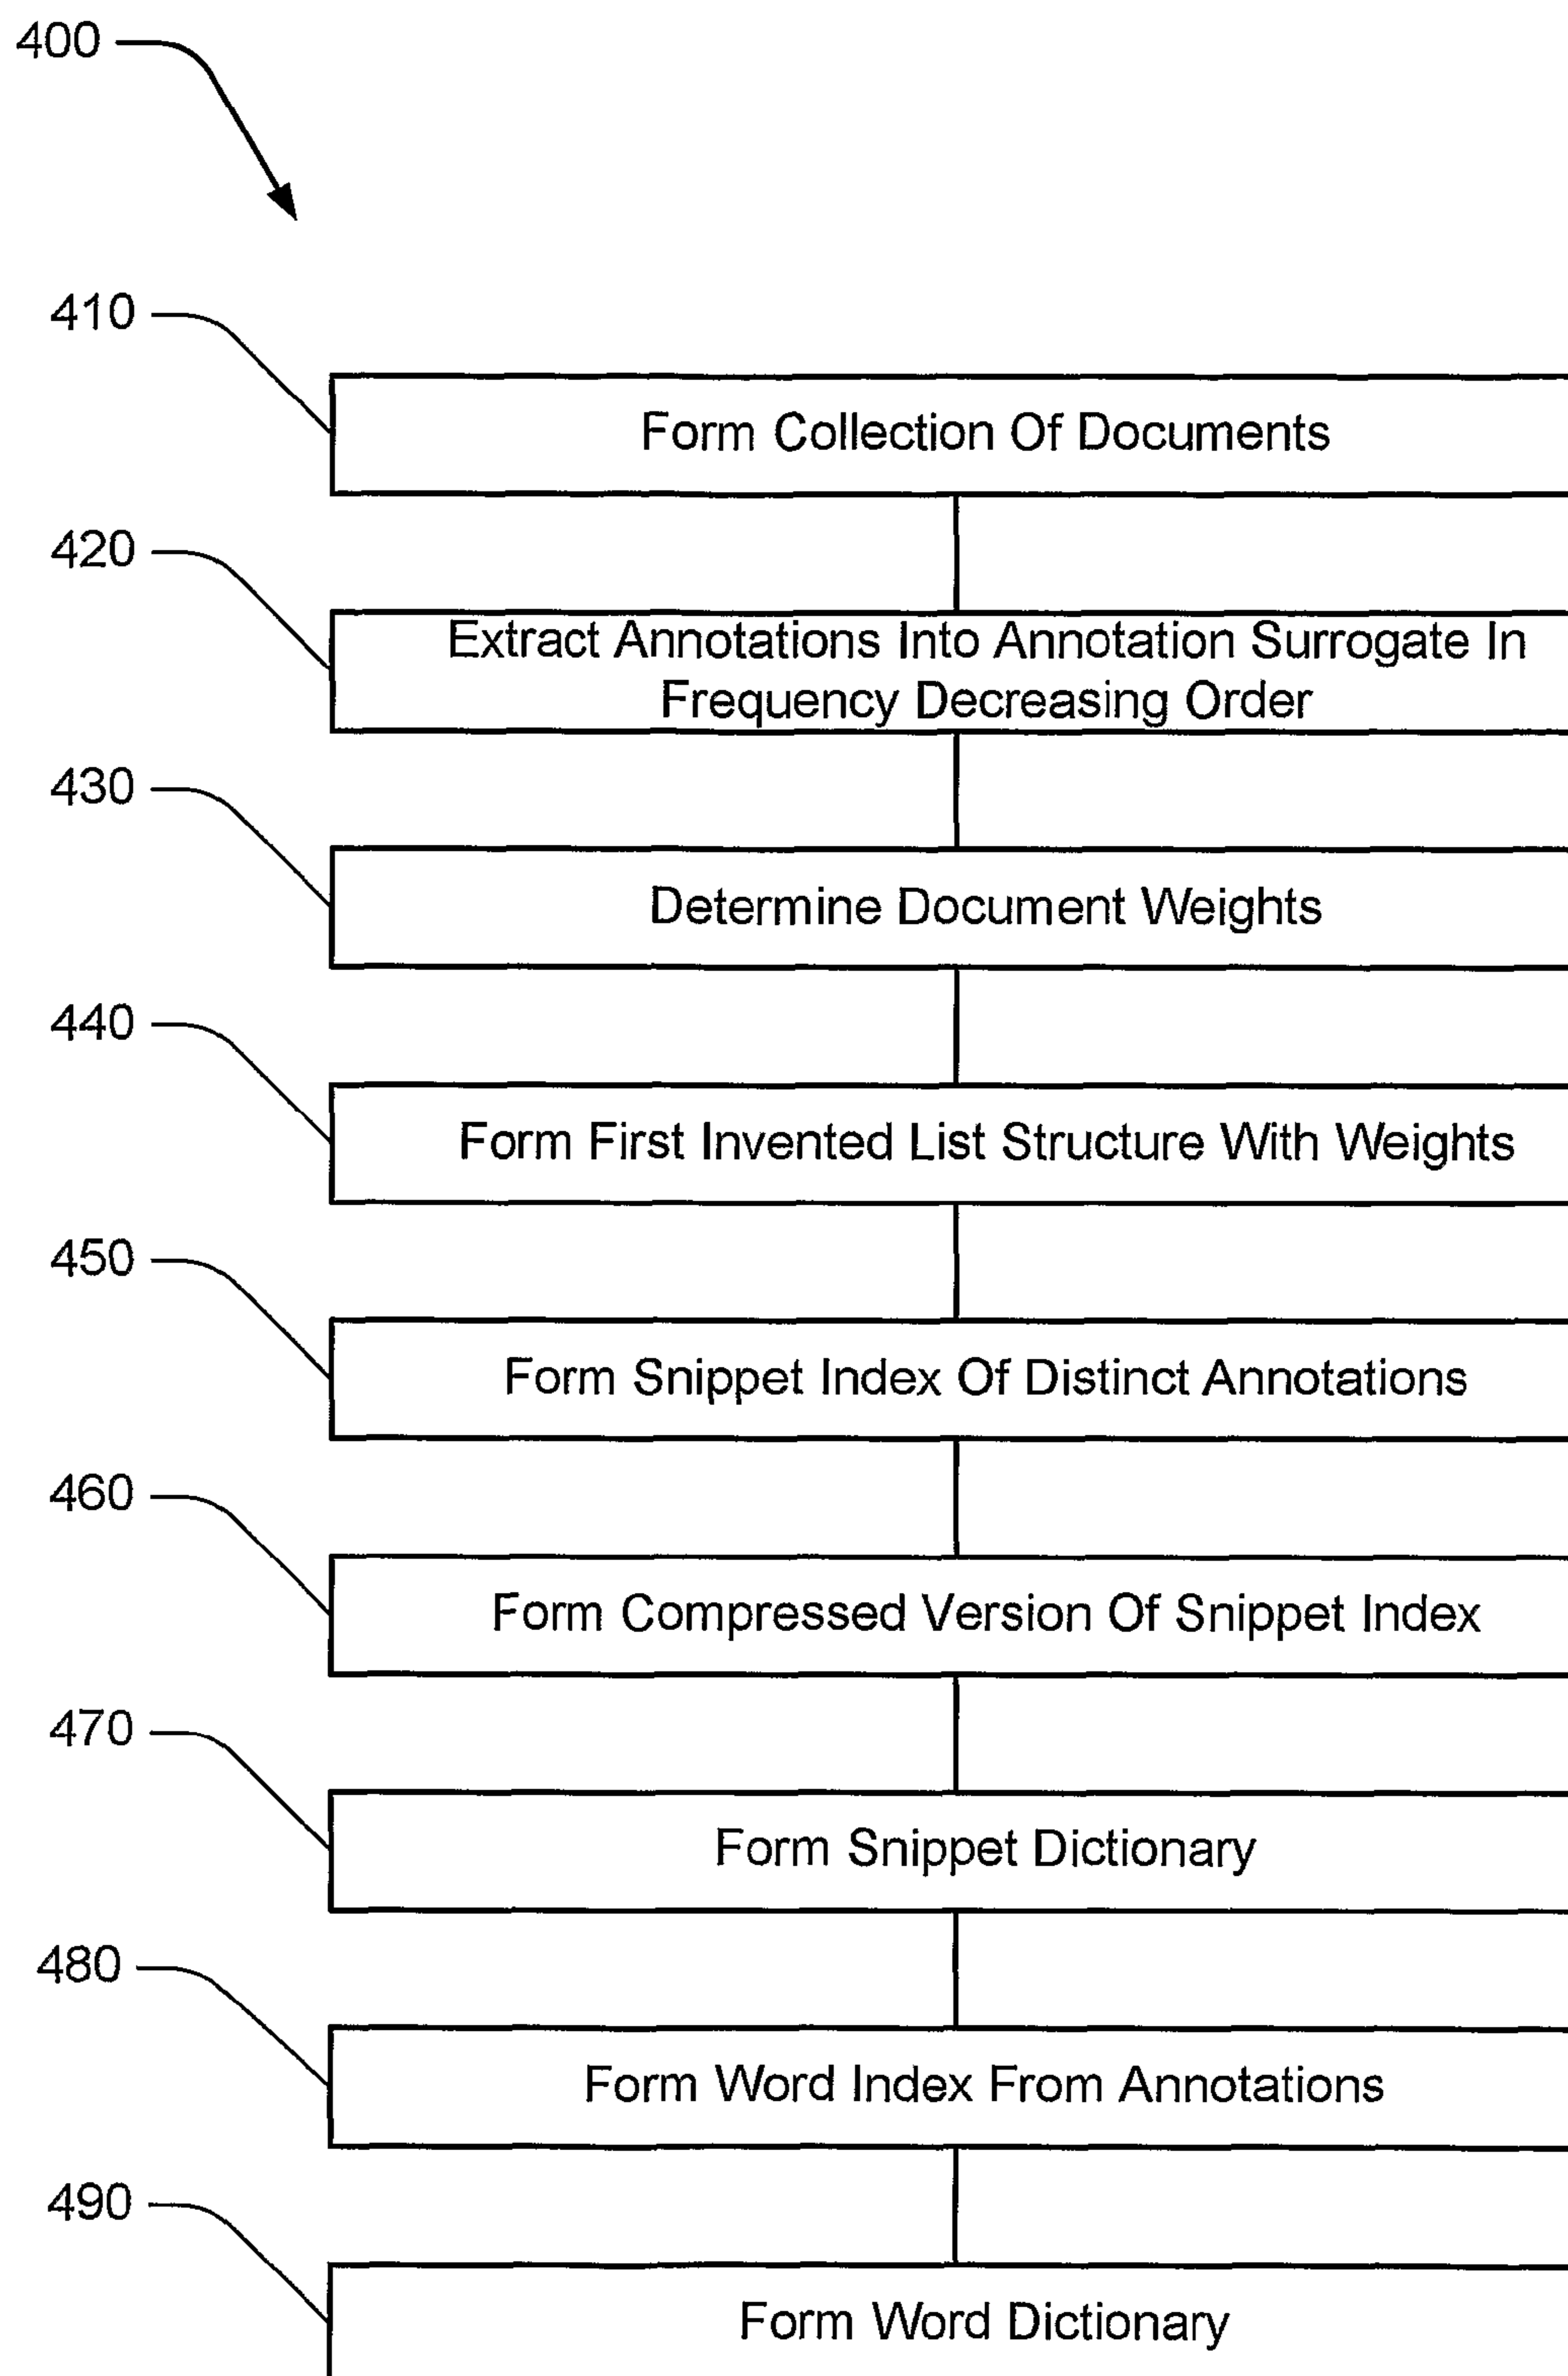 400
410
Form Collection Of Documents
420
Extract Annotations Into Annotation Surrogate In
Frequency Decreasing Order
430
Determine Document Weights
440
Form First Invented List Structure With Weights
450
Form Snippet Index Of Distinct Annotations
460
Form Compressed Version Of Snippet Index
470
Form Snippet Dictionary
480
Form Word Index From Annotations
490
Form Word Dictionary